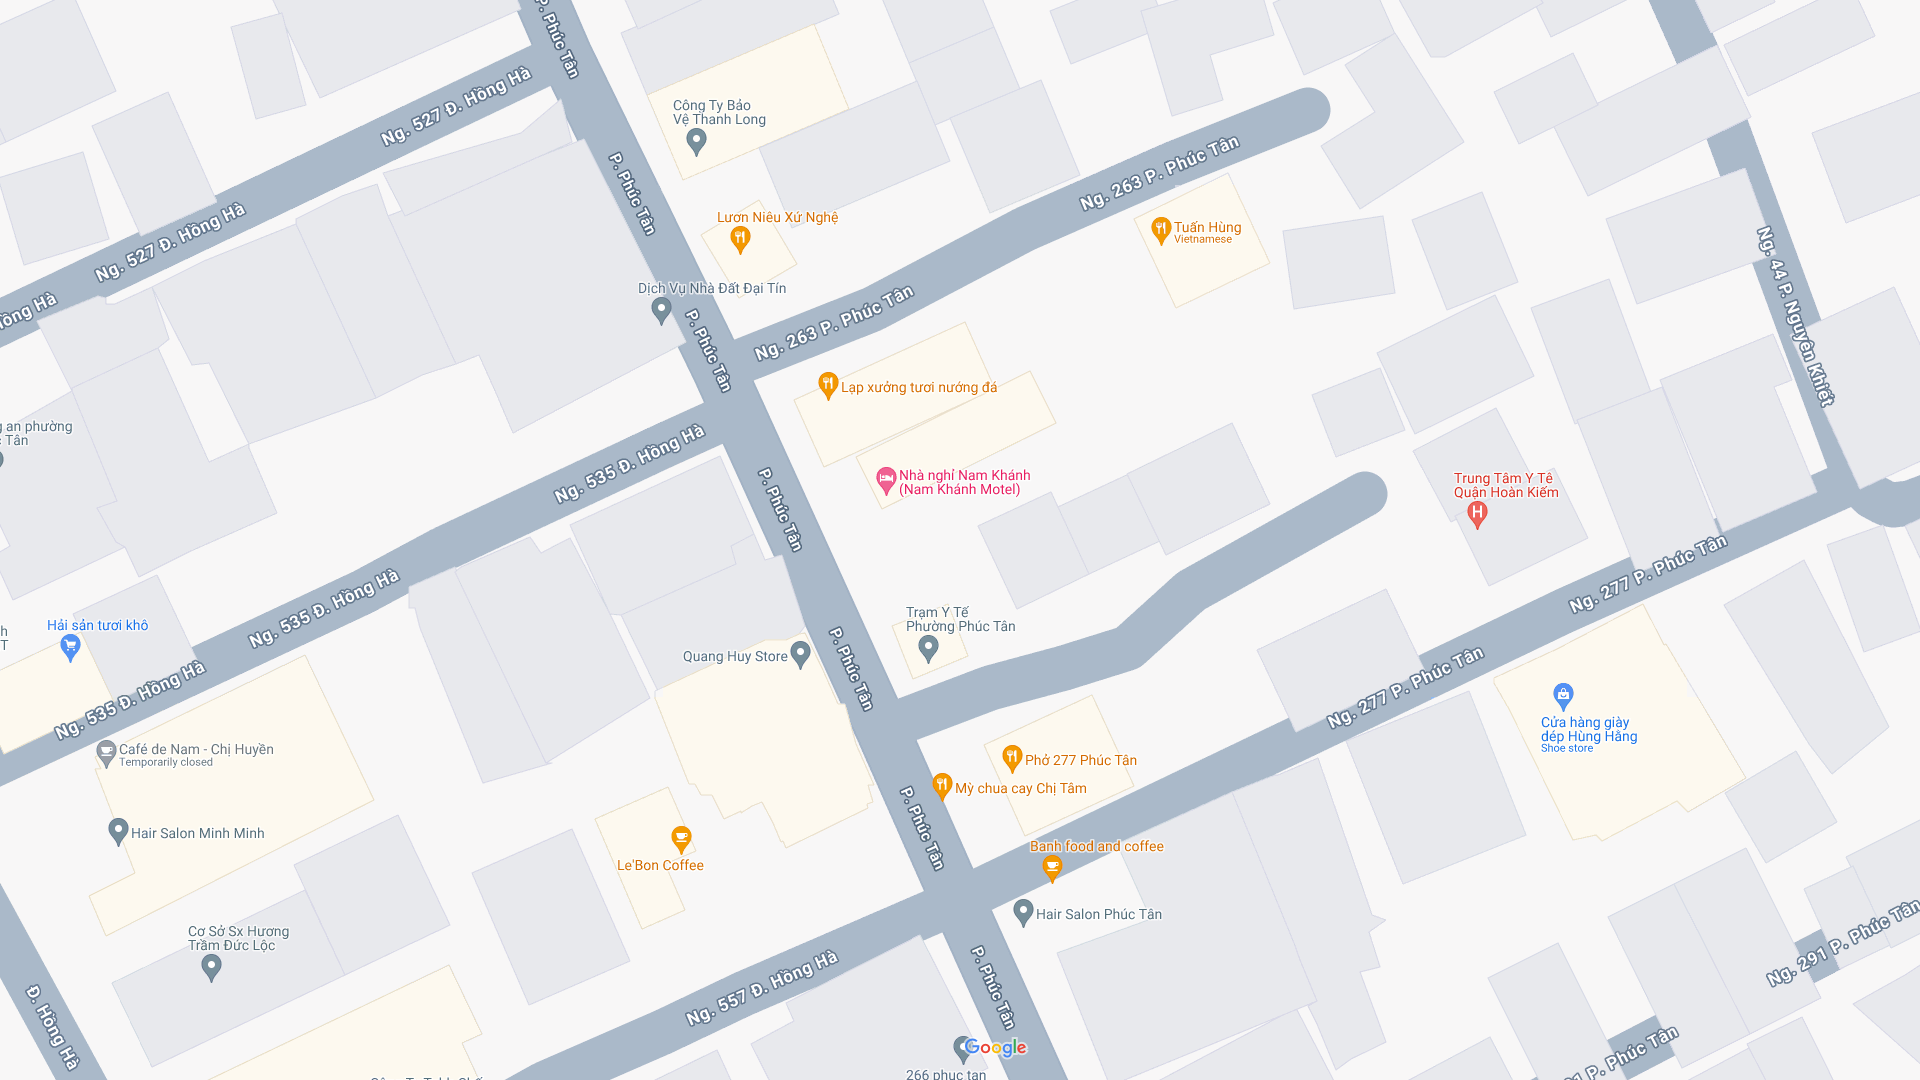 P. Phúc Tân
Ng. 527 Đ. Hồng Hà
Công Ty Bảo
Vệ Thanh Long
P. Phúc Tân
Ng. 263 P. Phúc Tân
Lươn Niêu Xứ Nghệ
Tuấn Hùng
Vietnamese
Ng. 527 Đ. Hồng Hà
Ng. 44 P. Nguyễn Khiết
Dịch Vụ Nhà Đất Đại Tín
Hồng Hà
P. Phúc Tân
Ng. 263 P. Phúc Tân
Lạp xưởng tươi nướng đá
g an phường
c Tân
Ng. 535 Đ. Hồng Hà
Nhà nghỉ Nam Khánh
(Nam Khánh Motel)
Trung Tâm Y Tế
Quận Hoàn Kiếm
P. Phúc Tân
Ng. 277 P. Phúc Tân
Ng. 535 Đ. Hồng Hà
Hải sản tươi khô
h
T
Trạm Y Tế
Phường Phúc Tân
Quang Huy Store
P. Phúc Tân
Ng. 535 Đ. Hồng Hà
Ng. 277 P. Phúc Tân
Cửa hàng giày
dép Hùng Hằng
Shoe store
Café de Nam - Chị Huyền
Temporarily closed
Phở 277 Phúc Tân
Mỳ chua cay Chị Tâm
P. Phúc Tân
Hair Salon Minh Minh
Le'Bon Coffee
Banh food and coffee
Hair Salon Phúc Tân
Cơ Sở Sx Hương
Trầm Đức Lộc
Ng. 291 P. Phúc Tân
Ng. 557 Đ. Hồng Hà
P. Phúc Tân
Đ. Hồng Hà
Google
91 P. Phúc Tân
266 phuc tan